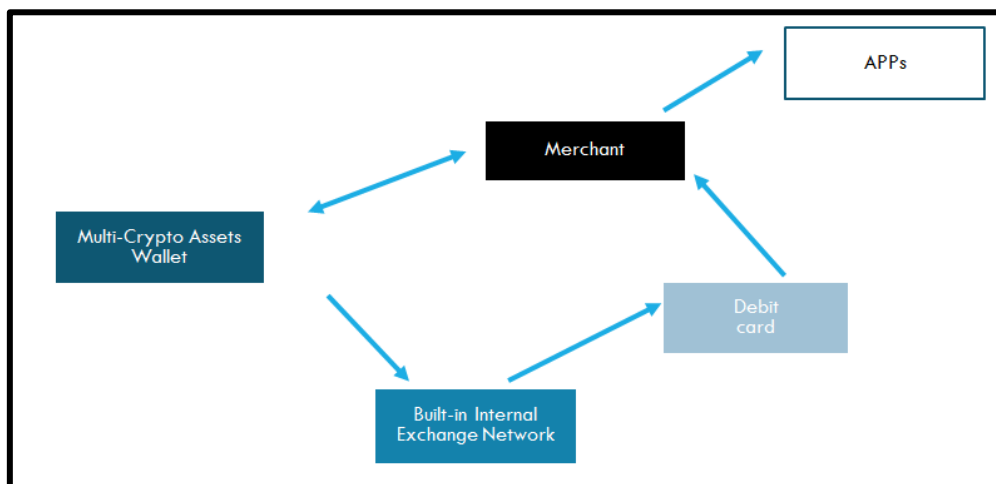 APPs
Merchant
Multi-Crypto Assets
Wallet
Debit
card
Built-in Internal
Exchange Network